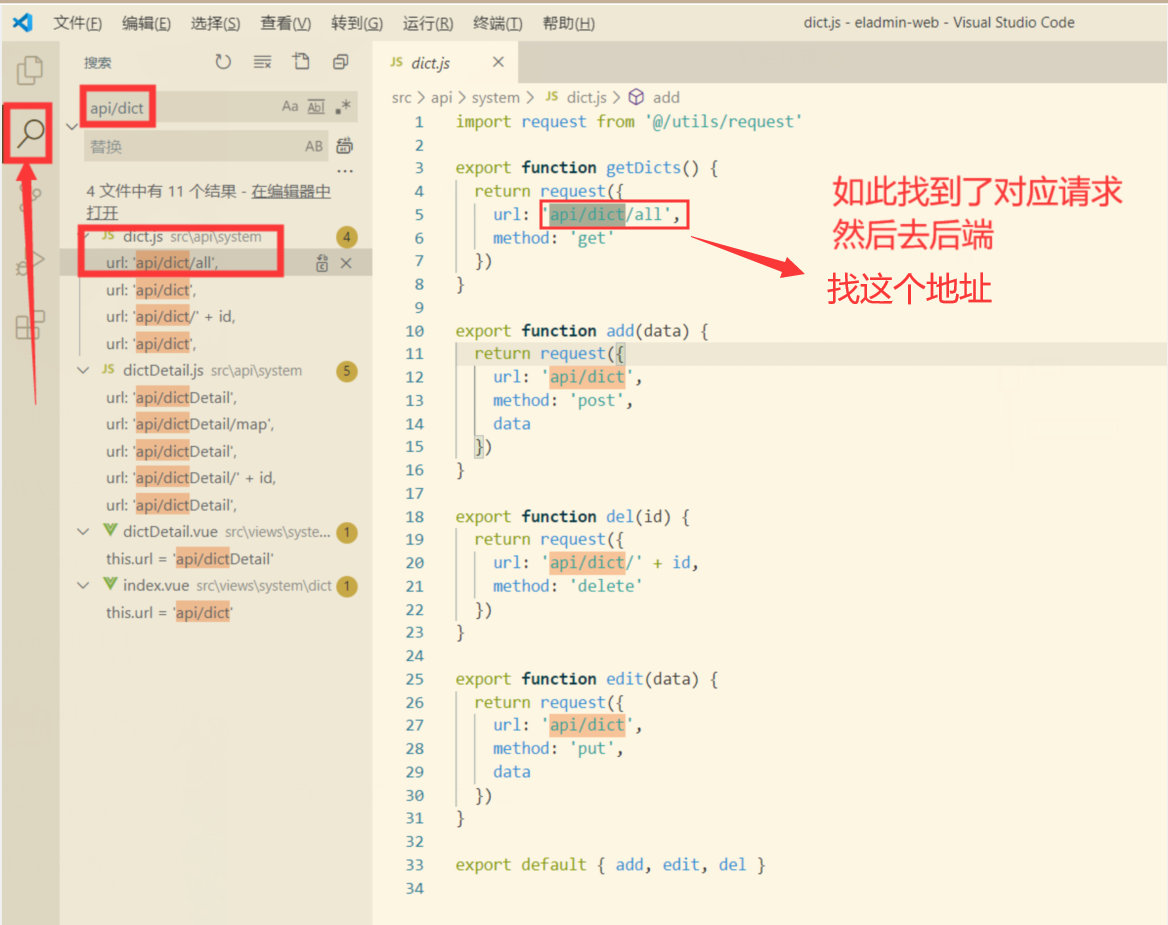 文件(F) 编辑(E) 选择(S) 查看(V) 转到(G) 运行(R) 终端(T) 帮助(H) dict.js - eladmin-web - Visual Studio Code
搜索
api/dict
Aa Abl .*
替换
AB
...
4 文件中有 11 个结果 - 在编辑器中
打开
JS dict.js src\api\system 4
url: 'api/dict/all',
url: 'api/dict',
url: 'api/dict/' + id,
url: 'api/dict',
JS dictDetail.js src\api\system 5
url: 'api/dictDetail',
url: 'api/dictDetail/map',
url: 'api/dictDetail',
url: 'api/dictDetail/' + id,
url: 'api/dictDetail',
dictDetail.vue src\views\syste... 1
this.url = 'api/dictDetail'
index.vue src\views\system\dict 1
this.url = 'api/dict'
JS dict.js
src > api > system > JS dict.js > add
1 import request from '@/utils/request'
2
3 export function getDicts() {
4 return request({
5 url: 'api/dict/all',
6 method: 'get'
7 })
8 }
9
10 export function add(data) {
11 return request({
12 url: 'api/dict',
13 method: 'post',
14 data
15 })
16 }
17
18 export function del(id) {
19 return request({
20 url: 'api/dict/' + id,
21 method: 'delete'
22 })
23 }
24
25 export function edit(data) {
26 return request({
27 url: 'api/dict',
28 method: 'put',
29 data
30 })
31 }
32
33 export default { add, edit, del }
34
如此找到了对应请求
然后去后端
找这个地址